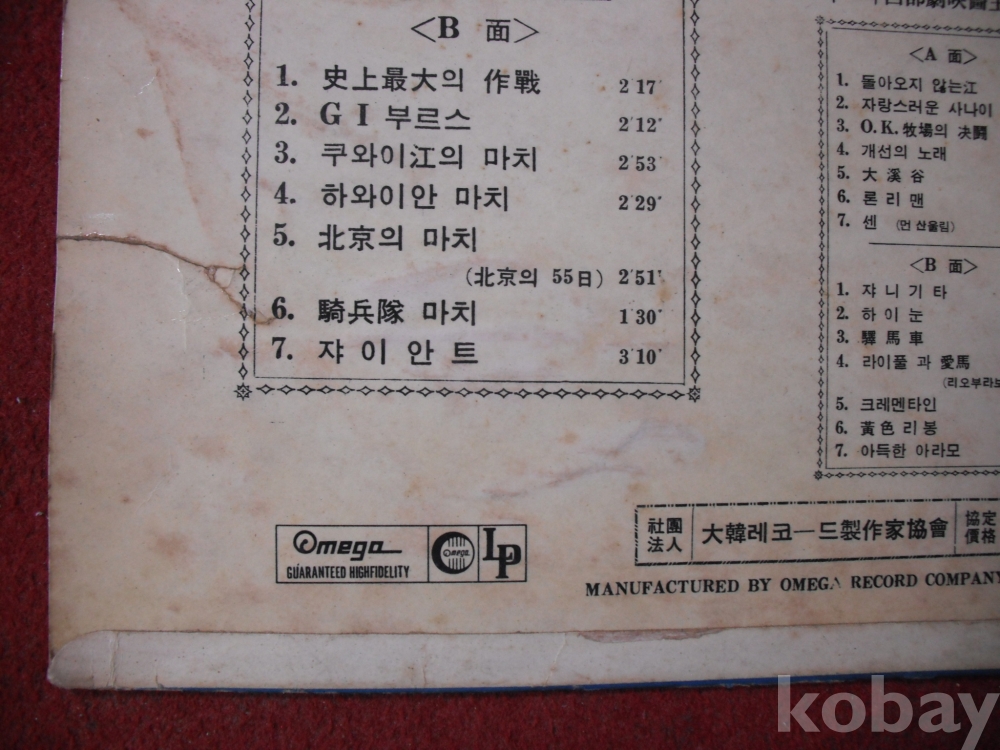 <B 面>
1. 史上最大의 作戰 2'17"
2. G I 부르스 2'12"
3. 쿠와이江의 마치 2'53"
4. 하와이안 마치 2'29"
5. 北京의 마치
(北京의 55日) 2'51"
6. 騎兵隊 마치 1'30"
7. 쟈이안트 3'10"
<A 面>
1. 돌아오지 않는江
2. 자랑스러운 사나이
3. O.K.牧場의 決鬪
4. 개선의 노래
5. 大溪谷
6. 론리맨
7. 센 (먼 산울림)
<B 面>
1. 쟈니기타
2. 하이눈
3. 驛馬車
4. 라이풀과 愛馬
(리오부라보
5. 크레멘타인
6. 黃色리봉
7. 아득한 아라모
Omega
GUARANTEED HIGHFIDELITY
OMEGA
LP
社團法人
大韓레코ー드製作家協會
協定價格
MANUFACTURED BY OMEGA RECORD COMPANY
kobay